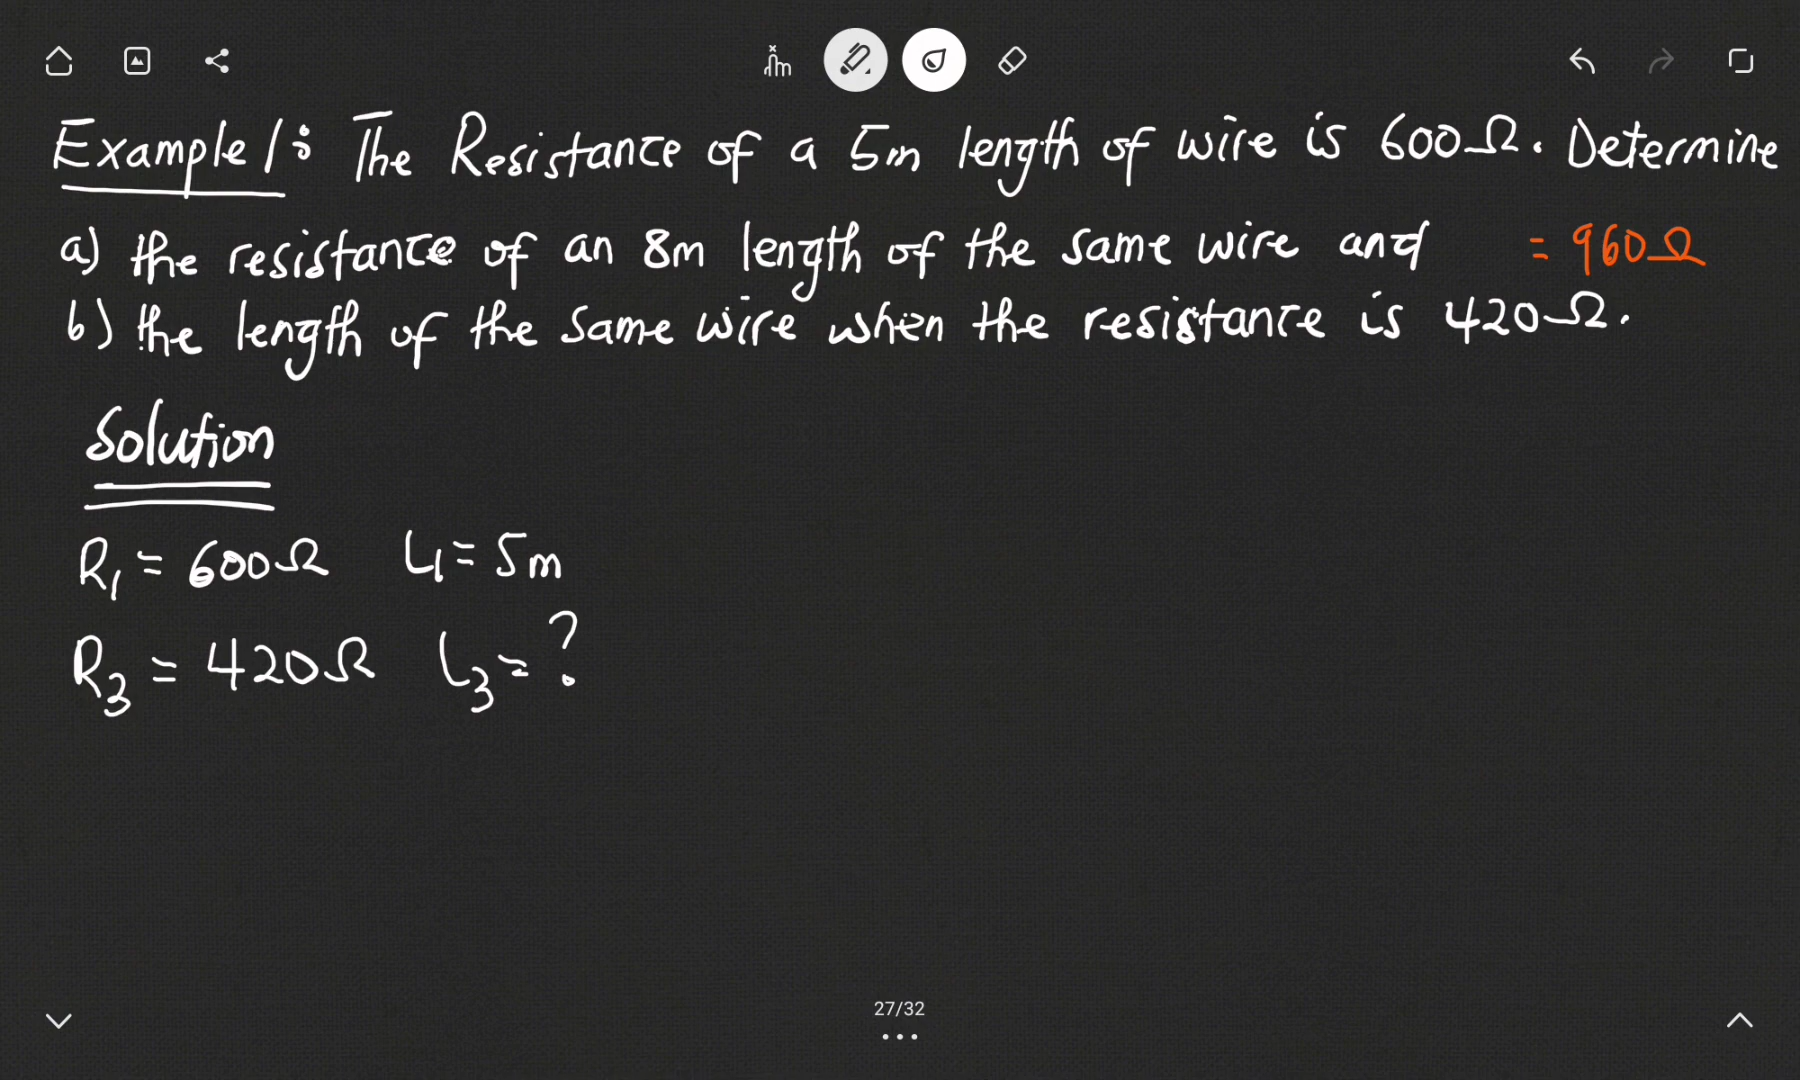 Example 1: The Resistance of a 5m length of wire is 600Ω. Determine
a) the resistance of an 8m length of the same wire and = 960Ω
b) the length of the same wire when the resistance is 420Ω.
Solution
R₁ = 600Ω L₁ = 5m
R₃ = 420Ω L₃ = ?
27/32